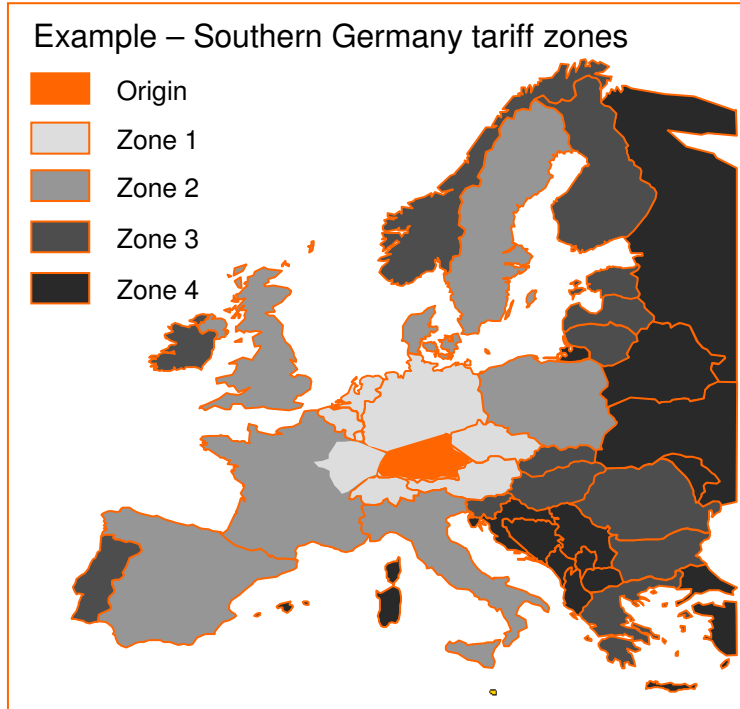 Example – Southern Germany tariff zones
Origin
Zone 1
Zone 2
Zone 3
Zone 4